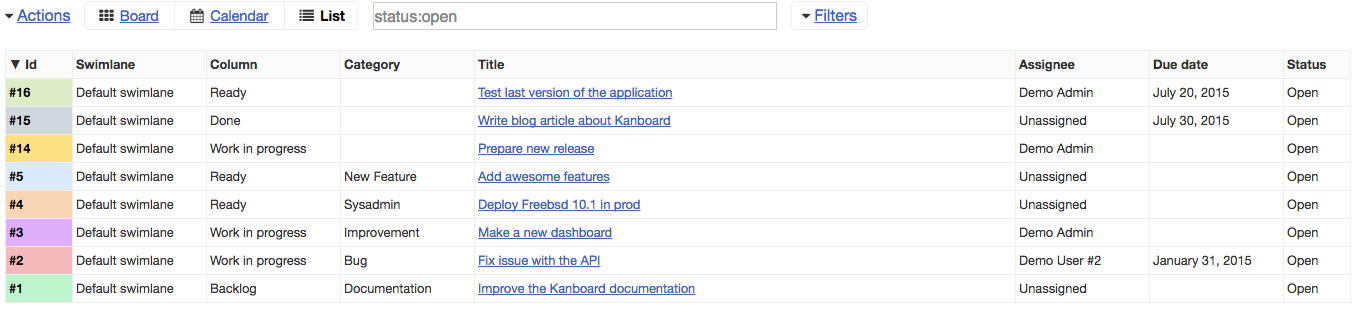 Actions Board Calendar List status:open Filters
▼ Id Swimlane Column Category Title Assignee Due date Status
#16 Default swimlane Ready Test last version of the application Demo Admin July 20, 2015 Open
#15 Default swimlane Done Write blog article about Kanboard Unassigned July 30, 2015 Open
#14 Default swimlane Work in progress Prepare new release Demo Admin Open
#5 Default swimlane Ready New Feature Add awesome features Unassigned Open
#4 Default swimlane Ready Sysadmin Deploy Freebsd 10.1 in prod Unassigned Open
#3 Default swimlane Work in progress Improvement Make a new dashboard Demo Admin Open
#2 Default swimlane Work in progress Bug Fix issue with the API Demo User #2 January 31, 2015 Open
#1 Default swimlane Backlog Documentation Improve the Kanboard documentation Unassigned Open